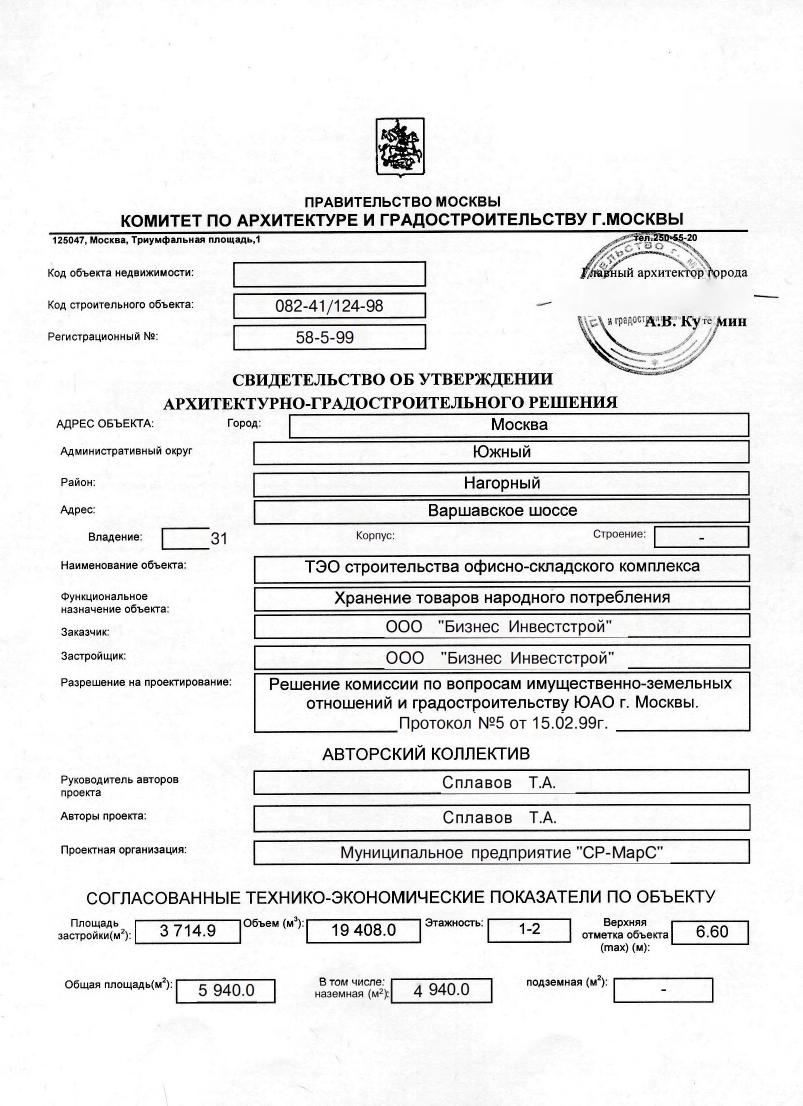 ПРАВИТЕЛЬСТВО МОСКВЫ
КОМИТЕТ ПО АРХИТЕКТУРЕ И ГРАДОСТРОИТЕЛЬСТВУ Г.МОСКВЫ
125047, Москва, Триумфальная площадь,1 тел.250-55-20
Код объекта недвижимости:
Главный архитектор города
Код строительного объекта: 082-41/124-98
и градостр
А.В. Ку те мин
Регистрационный №: 58-5-99
СВИДЕТЕЛЬСТВО ОБ УТВЕРЖДЕНИИ
АРХИТЕКТУРНО-ГРАДОСТРОИТЕЛЬНОГО РЕШЕНИЯ
АДРЕС ОБЪЕКТА: Город: Москва
Административный округ Южный
Район: Нагорный
Адрес: Варшавское шоссе
Владение: 31 Корпус: Строение: -
Наименование объекта: ТЭО строительства офисно-складского комплекса
Функциональное
назначение объекта: Хранение товаров народного потребления
Заказчик: ООО "Бизнес Инвестстрой"
Застройщик: ООО "Бизнес Инвестстрой"
Разрешение на проектирование: Решение комиссии по вопросам имущественно-земельных
отношений и градостроительству ЮАО г. Москвы.
Протокол №5 от 15.02.99г.
АВТОРСКИЙ КОЛЛЕКТИВ
Руководитель авторов
проекта Сплавов Т.А.
Авторы проекта: Сплавов Т.А.
Проектная организация: Муниципальное предприятие "СР-МарС"
СОГЛАСОВАННЫЕ ТЕХНИКО-ЭКОНОМИЧЕСКИЕ ПОКАЗАТЕЛИ ПО ОБЪЕКТУ
Площадь
застройки(м²): 3 714.9 Объем (м³): 19 408.0 Этажность: 1-2 Верхняя
отметка объекта
(max) (м): 6.60
Общая площадь(м²): 5 940.0 В том числе:
наземная (м²): 4 940.0 подземная (м²): -